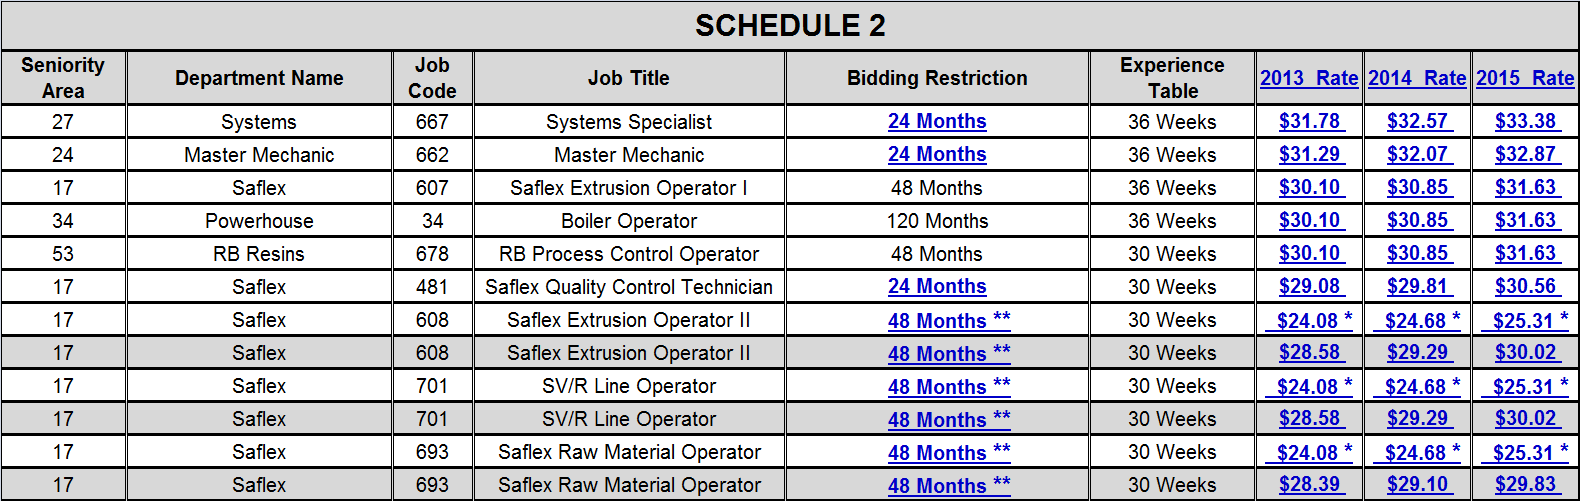 SCHEDULE 2
Seniority Area Department Name Job Code Job Title Bidding Restriction Experience Table 2013 Rate 2014 Rate 2015 Rate
27 Systems 667 Systems Specialist 24 Months 36 Weeks $31.78 $32.57 $33.38
24 Master Mechanic 662 Master Mechanic 24 Months 36 Weeks $31.29 $32.07 $32.87
17 Saflex 607 Saflex Extrusion Operator I 48 Months 36 Weeks $30.10 $30.85 $31.63
34 Powerhouse 34 Boiler Operator 120 Months 36 Weeks $30.10 $30.85 $31.63
53 RB Resins 678 RB Process Control Operator 48 Months 30 Weeks $30.10 $30.85 $31.63
17 Saflex 481 Saflex Quality Control Technician 24 Months 30 Weeks $29.08 $29.81 $30.56
17 Saflex 608 Saflex Extrusion Operator II 48 Months ** 30 Weeks $24.08 * $24.68 * $25.31 *
17 Saflex 608 Saflex Extrusion Operator II 48 Months ** 30 Weeks $28.58 $29.29 $30.02
17 Saflex 701 SV/R Line Operator 48 Months ** 30 Weeks $24.08 * $24.68 * $25.31 *
17 Saflex 701 SV/R Line Operator 48 Months ** 30 Weeks $28.58 $29.29 $30.02
17 Saflex 693 Saflex Raw Material Operator 48 Months ** 30 Weeks $24.08 * $24.68 * $25.31 *
17 Saflex 693 Saflex Raw Material Operator 48 Months ** 30 Weeks $28.39 $29.10 $29.83